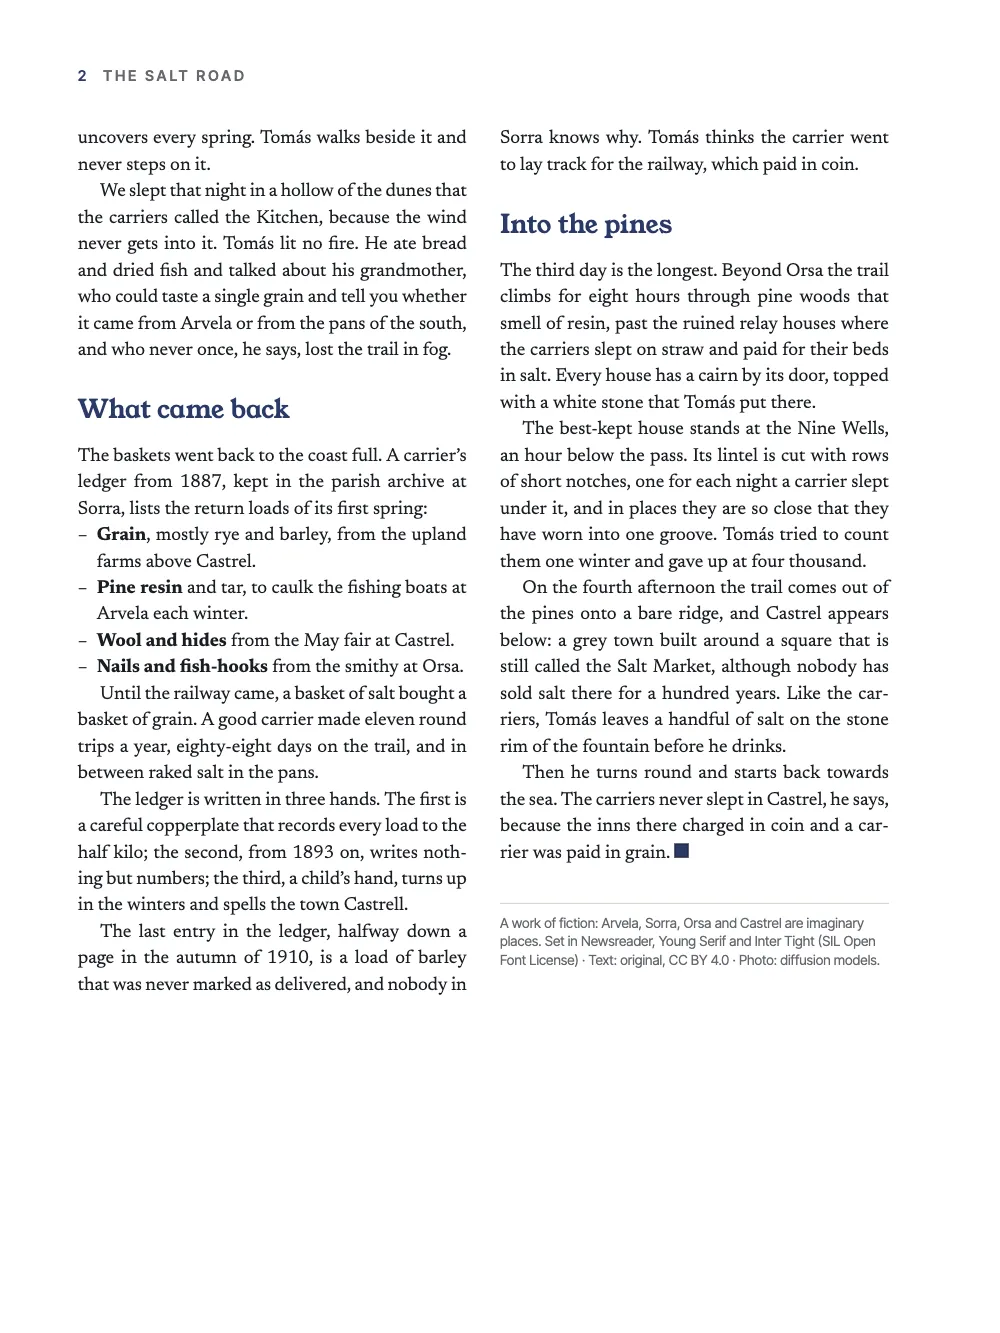 2 THE SALT ROAD
uncovers every spring. Tomás walks beside it and
never steps on it.
We slept that night in a hollow of the dunes that
the carriers called the Kitchen, because the wind
never gets into it. Tomás lit no fire. He ate bread
and dried fish and talked about his grandmother,
who could taste a single grain and tell you whether
it came from Arvela or from the pans of the south,
and who never once, he says, lost the trail in fog.
What came back
The baskets went back to the coast full. A carrier’s
ledger from 1887, kept in the parish archive at
Sorra, lists the return loads of its first spring:
– Grain, mostly rye and barley, from the upland
farms above Castrel.
– Pine resin and tar, to caulk the fishing boats at
Arvela each winter.
– Wool and hides from the May fair at Castrel.
– Nails and fish-hooks from the smithy at Orsa.
Until the railway came, a basket of salt bought a
basket of grain. A good carrier made eleven round
trips a year, eighty-eight days on the trail, and in
between raked salt in the pans.
The ledger is written in three hands. The first is
a careful copperplate that records every load to the
half kilo; the second, from 1893 on, writes noth-
ing but numbers; the third, a child’s hand, turns up
in the winters and spells the town Castrell.
The last entry in the ledger, halfway down a
page in the autumn of 1910, is a load of barley
that was never marked as delivered, and nobody in
Sorra knows why. Tomás thinks the carrier went
to lay track for the railway, which paid in coin.
Into the pines
The third day is the longest. Beyond Orsa the trail
climbs for eight hours through pine woods that
smell of resin, past the ruined relay houses where
the carriers slept on straw and paid for their beds
in salt. Every house has a cairn by its door, topped
with a white stone that Tomás put there.
The best-kept house stands at the Nine Wells,
an hour below the pass. Its lintel is cut with rows
of short notches, one for each night a carrier slept
under it, and in places they are so close that they
have worn into one groove. Tomás tried to count
them one winter and gave up at four thousand.
On the fourth afternoon the trail comes out of
the pines onto a bare ridge, and Castrel appears
below: a grey town built around a square that is
still called the Salt Market, although nobody has
sold salt there for a hundred years. Like the car-
riers, Tomás leaves a handful of salt on the stone
rim of the fountain before he drinks.
Then he turns round and starts back towards
the sea. The carriers never slept in Castrel, he says,
because the inns there charged in coin and a car-
rier was paid in grain.
A work of fiction: Arvela, Sorra, Orsa and Castrel are imaginary
places. Set in Newsreader, Young Serif and Inter Tight (SIL Open
Font License) · Text: original, CC BY 4.0 · Photo: diffusion models.